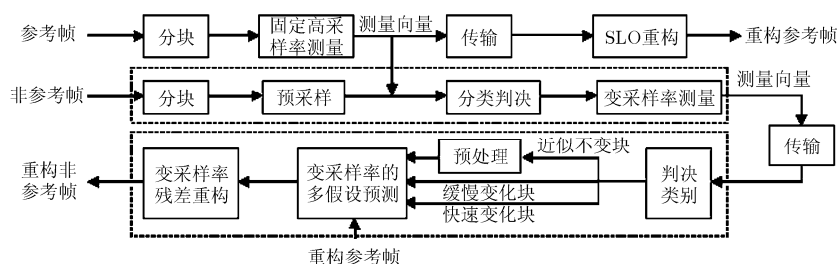 参考帧
分块
固定高采
样率测量
测量向量
传输
SL0重构
重构参考帧
非参考帧
分块
预采样
分类判决
变采样率测量
测量向量
传输
重构非
参考帧
变采样率
残差重构
变采样率的
多假设预测
预处理
近似不变块
缓慢变化块
快速变化块
判决
类别
重构参考帧